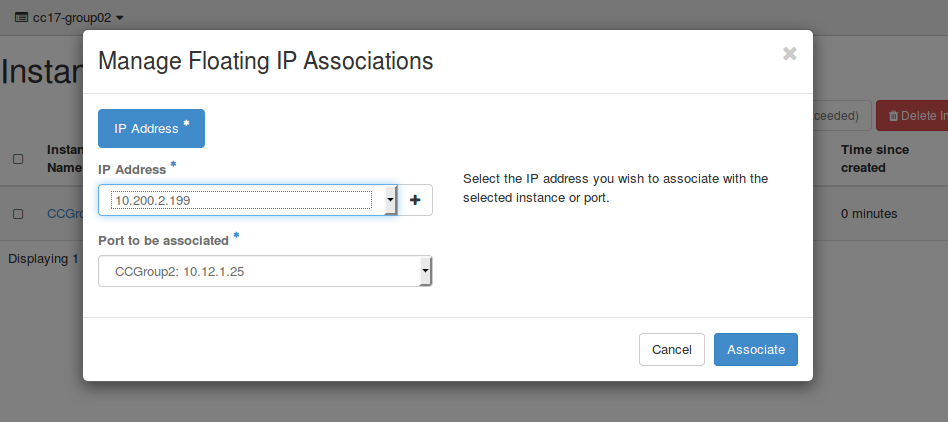 cc17-group02
Manage Floating IP Associations
×
Instan
IP Address *
ceeded)
Delete In
Instan
Name
Time since
created
IP Address *
Select the IP address you wish to associate with the
selected instance or port.
10.200.2.199
+
CCGro
0 minutes
Port to be associated *
Displaying 1
CCGroup2: 10.12.1.25
Cancel
Associate